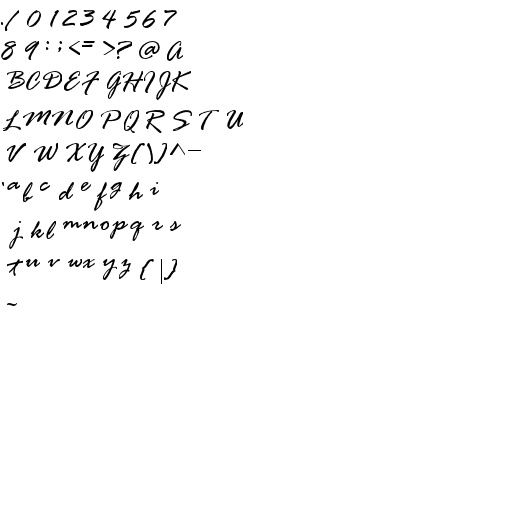 ./ 0 1 2 3 4 5 6 7
8 9 : ; < = > ? @ A
B C D E F G H I J K
L M N O P Q R S T U
V W X Y Z [ \ ] ^ _
` a b c d e f g h i
j k l m n o p q r s
t u v w x y z { | }
~